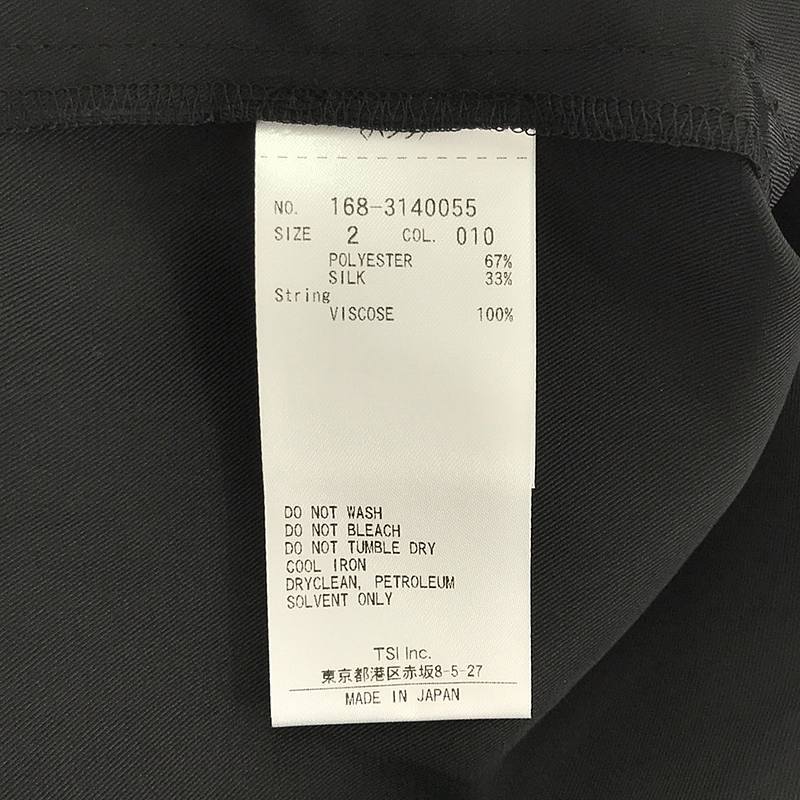 NO. 168-3140055
SIZE 2 COL. 010
POLYESTER 67%
SILK 33%
String
VISCOSE 100%
DO NOT WASH
DO NOT BLEACH
DO NOT TUMBLE DRY
COOL IRON
DRYCLEAN, PETROLEUM
SOLVENT ONLY
TSI Inc.
東京都港区赤坂8-5-27
MADE IN JAPAN